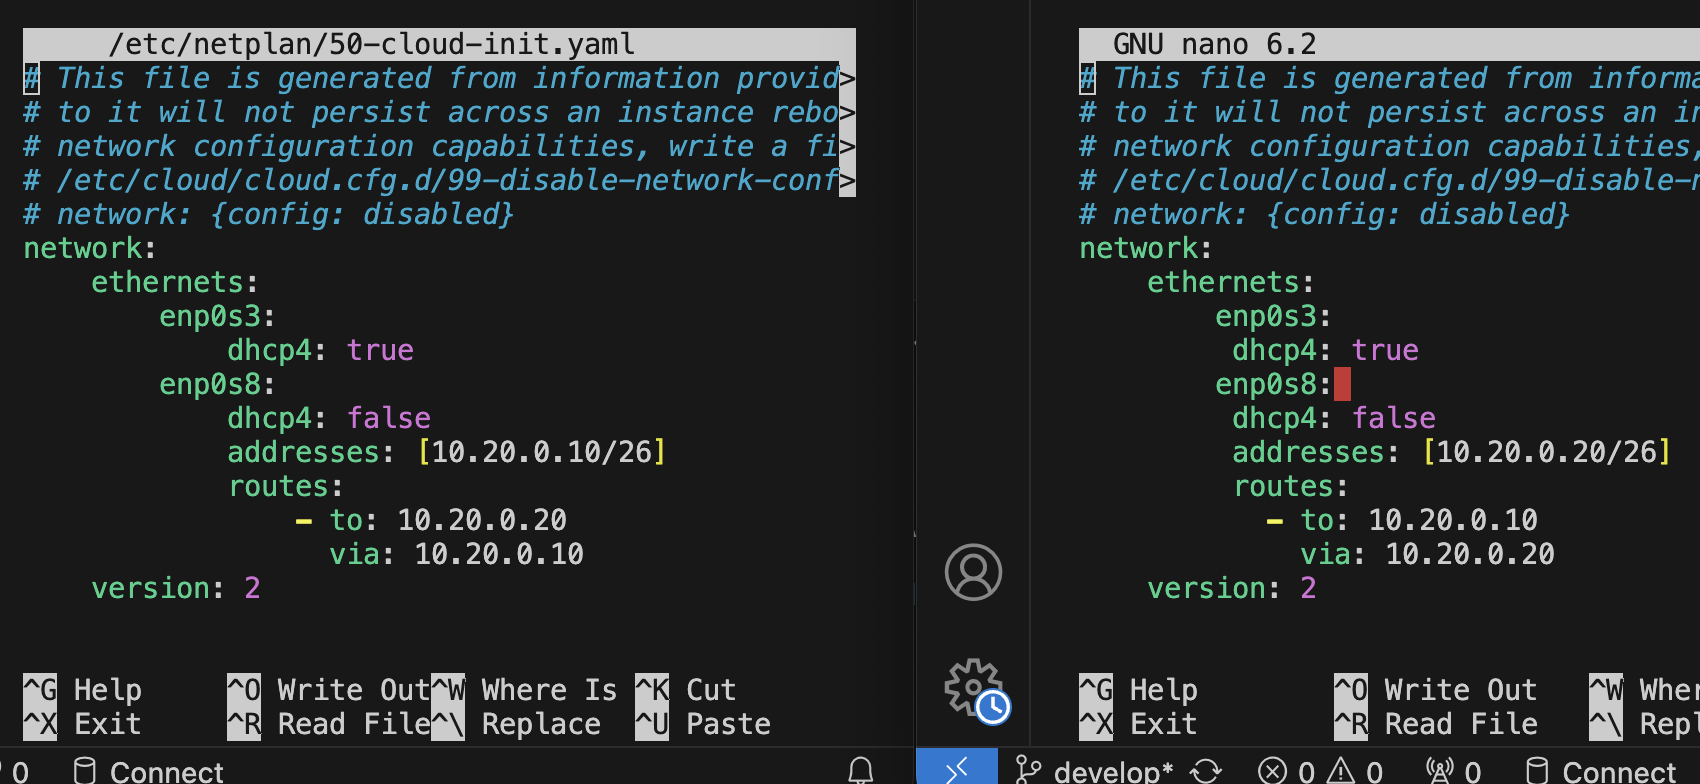 /etc/netplan/50-cloud-init.yaml
# This file is generated from information provid>
# to it will not persist across an instance rebo>
# network configuration capabilities, write a fi>
# /etc/cloud/cloud.cfg.d/99-disable-network-conf>
# network: {config: disabled}
network:
ethernets:
enp0s3:
dhcp4: true
enp0s8:
dhcp4: false
addresses: [10.20.0.10/26]
routes:
- to: 10.20.0.20
via: 10.20.0.10
version: 2
^G Help ^O Write Out ^W Where Is ^K Cut
^X Exit ^R Read File ^\ Replace ^U Paste
0 Connect
GNU nano 6.2
# This file is generated from informa
# to it will not persist across an in
# network configuration capabilities,
# /etc/cloud/cloud.cfg.d/99-disable-n
# network: {config: disabled}
network:
ethernets:
enp0s3:
dhcp4: true
enp0s8:
dhcp4: false
addresses: [10.20.0.20/26]
routes:
- to: 10.20.0.10
via: 10.20.0.20
version: 2
^G Help ^O Write Out ^W Wher
^X Exit ^R Read File ^\ Repl
develop* 0 0 0 Connect